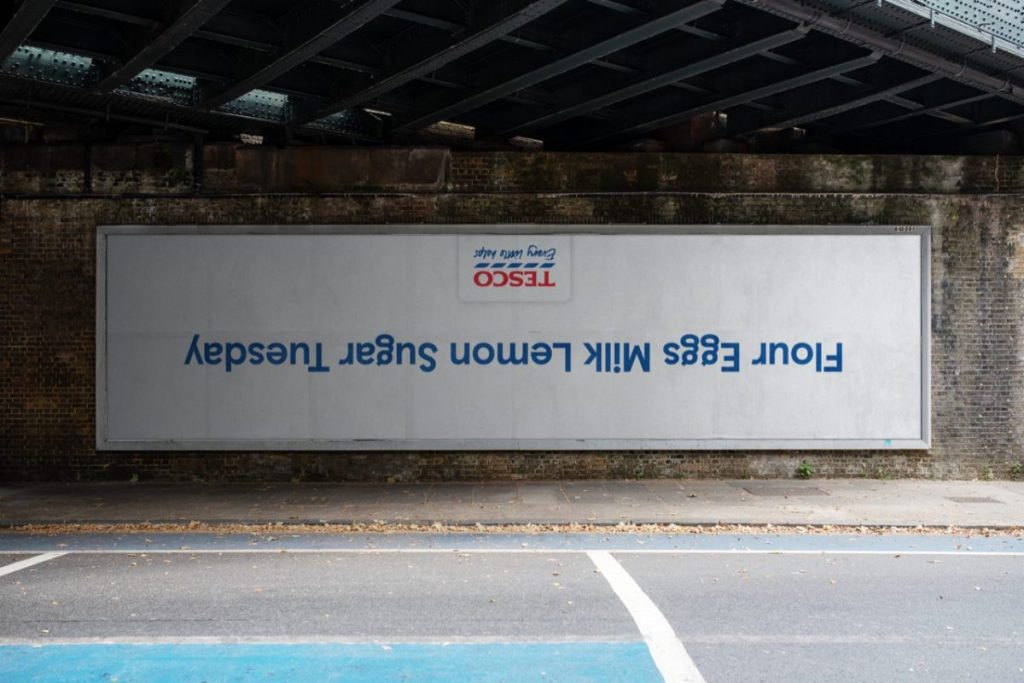 Flour Eggs Milk Lemon Sugar Tuesday
TESCO
Every little helps